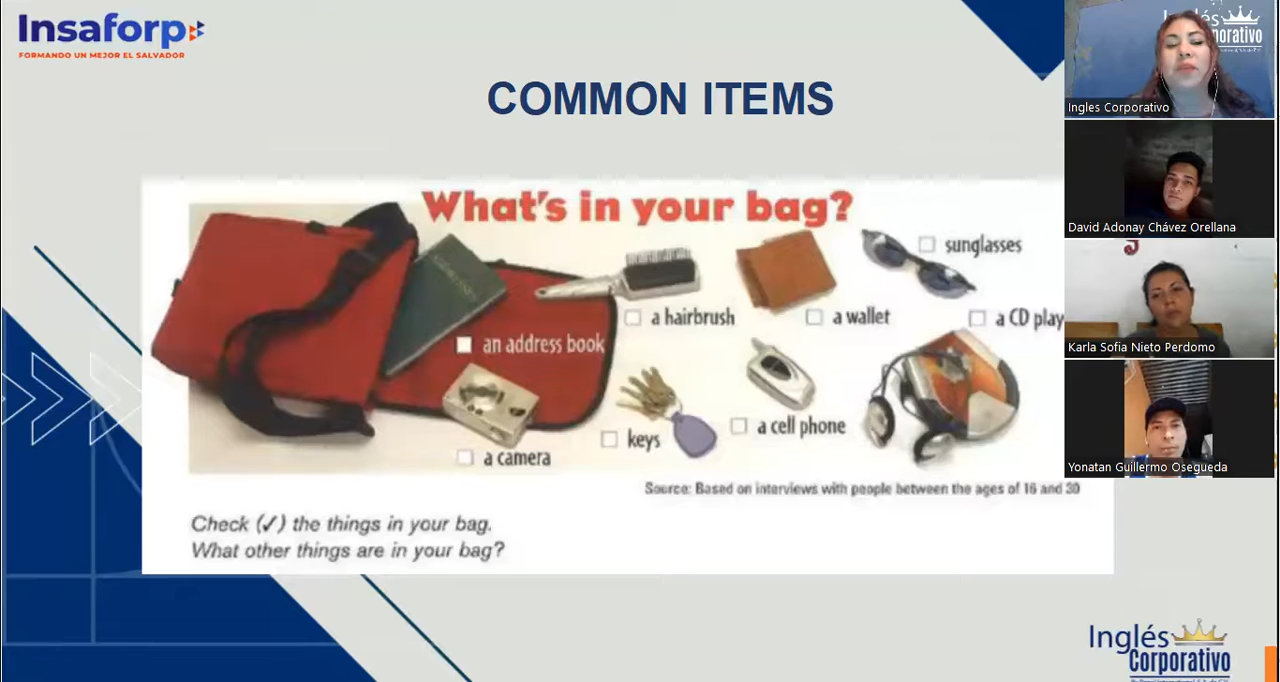 Insaforp
FORMANDO UN MEJOR EL SALVADOR
COMMON ITEMS
What's in your bag?
sunglasses
a hairbrush
a wallet
a CD play
an address book
a cell phone
keys
a camera
Source: Based on interviews with people between the ages of 16 and 30
Check (✓) the things in your bag.
What other things are in your bag?
Ingles Corporativo
David Adonay Chávez Orellana
Karla Sofia Nieto Perdomo
Yonatan Guillermo Osegueda
Inglés
Corporativo